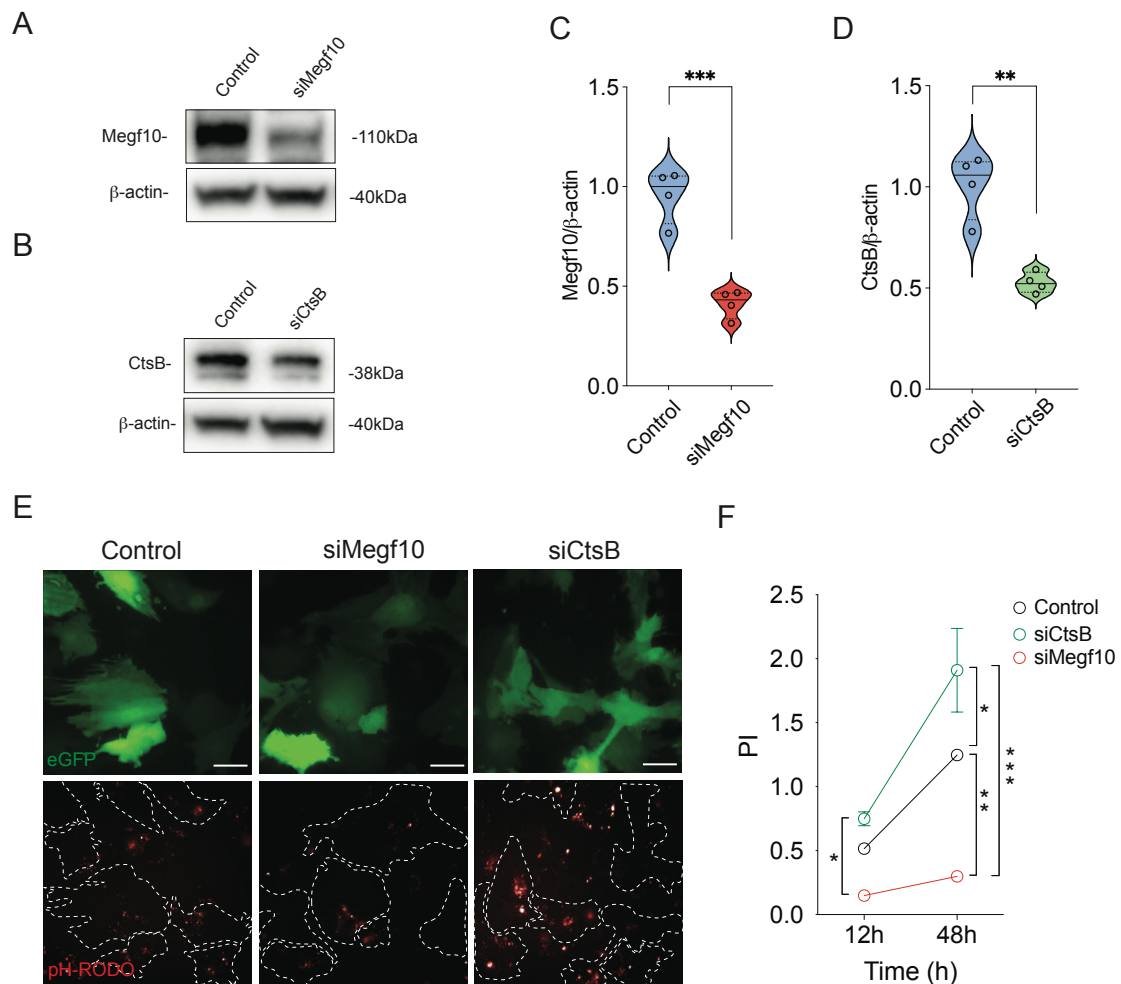 A
Control
siMegf10
Megf10-
-110kDa
β-actin-
-40kDa
B
Control
siCtsB
CtsB-
-38kDa
β-actin-
-40kDa
C
***
1.5
1.0
0.5
0.0
Megf10/β-actin
Control
siMegf10
D
**
1.5
1.0
0.5
0.0
CtsB/β-actin
Control
siCtsB
E
Control
siMegf10
siCtsB
eGFP
pH-RODO
F
2.5
2.0
1.5
1.0
0.5
0.0
PI
Control
siCtsB
siMegf10
*
*
**
***
12h
48h
Time (h)